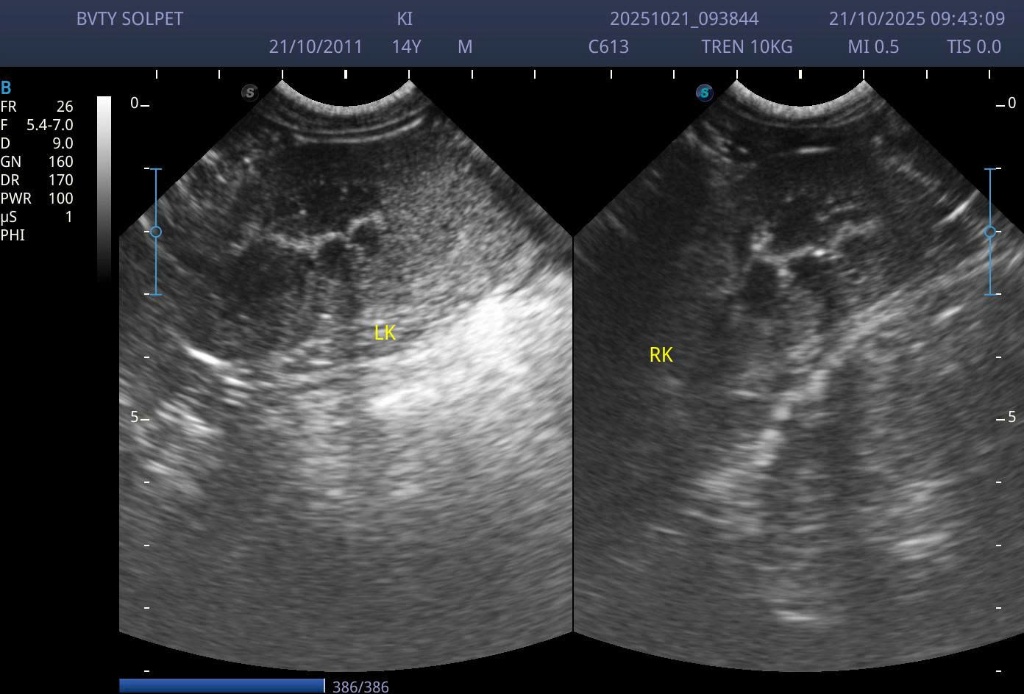 BVTY SOLPET KI 20251021_093844 21/10/2025 09:43:09
21/10/2011 14Y M C613 TREN 10KG MI 0.5 TIS 0.0
B
FR 26
F 5.4-7.0
D 9.0
GN 160
DR 170
PWR 100
µS 1
PHI
S
S
0
0
LK
RK
5
5
386/386